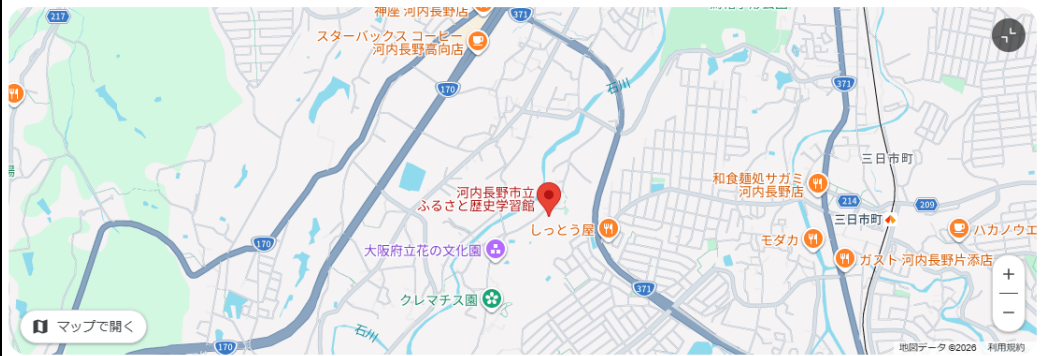 217
神座 河内長野店
371
スターバックス コーヒー
河内長野高向店
170
石川
371
三日市町
和食麺処サガミ
河内長野店
河内長野市立
ふるさと歴史学習館
214
209
三日市町
しっとう屋
モダカ
ハカノウエ
170
大阪府立花の文化園
ガスト 河内長野片添店
クレマチス園
371
石川
マップで開く
170
地図データ ©2026 利用規約